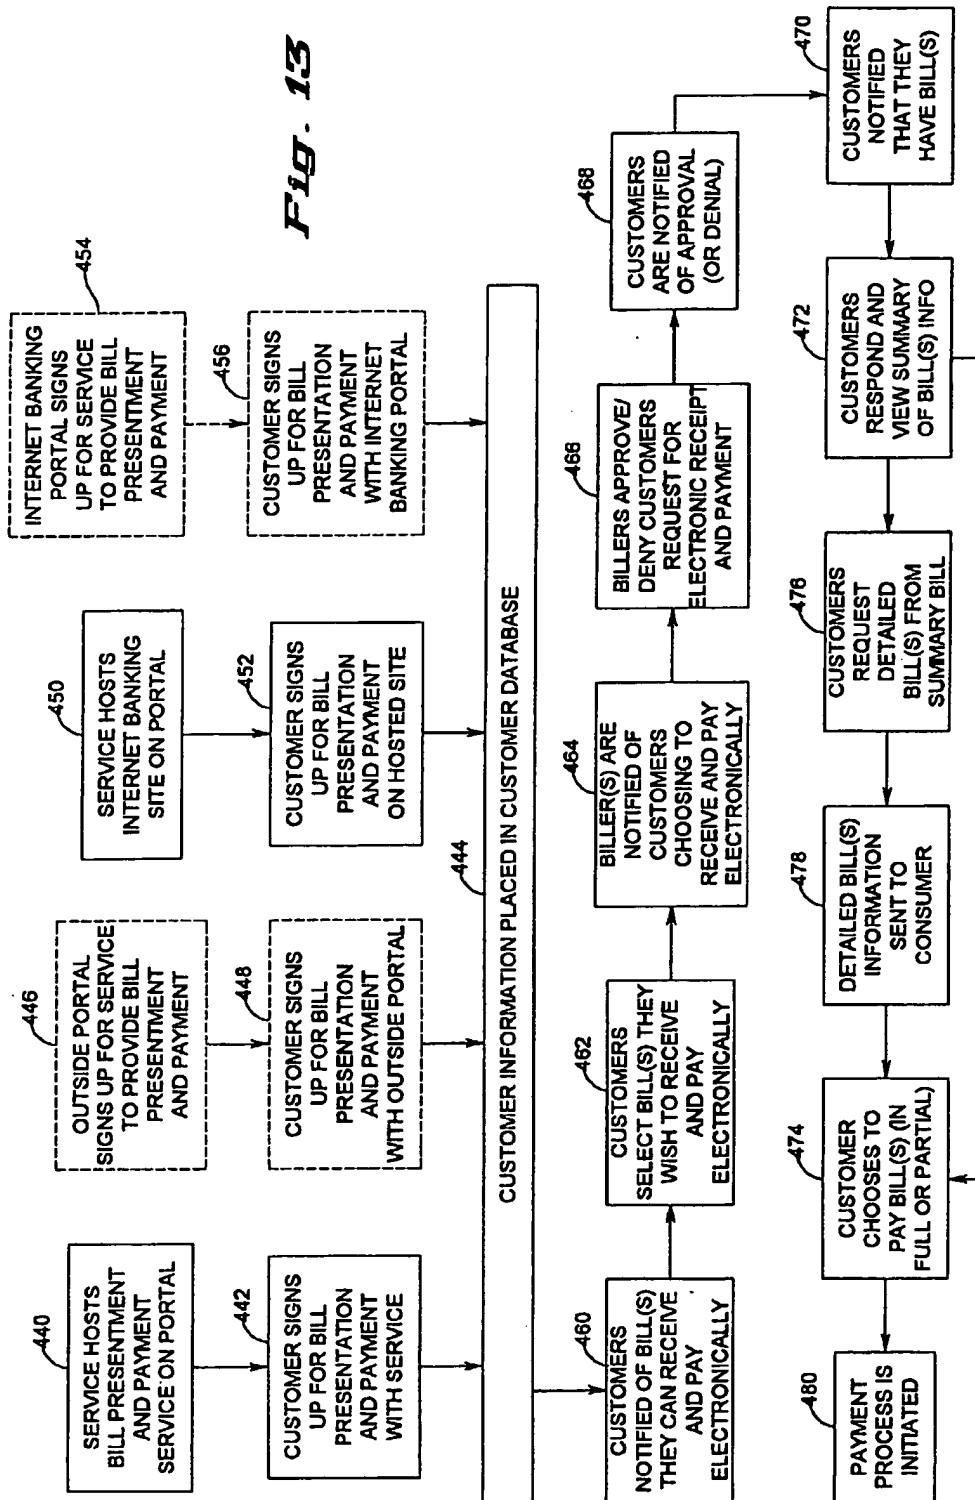 Fig. 13
440
SERVICE HOSTS
BILL PRESENTMENT
AND PAYMENT
SERVICE ON PORTAL
446
OUTSIDE PORTAL
SIGNS UP FOR SERVICE
TO PROVIDE BILL
PRESENTMENT
AND PAYMENT
450
SERVICE HOSTS
INTERNET BANKING
SITE ON PORTAL
454
INTERNET BANKING
PORTAL SIGNS
UP FOR SERVICE
TO PROVIDE BILL
PRESENTMENT
AND PAYMENT
442
CUSTOMER SIGNS
UP FOR BILL
PRESENTATION
AND PAYMENT
WITH SERVICE
448
CUSTOMER SIGNS
UP FOR BILL
PRESENTATION
AND PAYMENT
WITH OUTSIDE PORTAL
452
CUSTOMER SIGNS
UP FOR BILL
PRESENTATION
AND PAYMENT
ON HOSTED SITE
456
CUSTOMER SIGNS
UP FOR BILL
PRESENTATION
AND PAYMENT
WITH INTERNET
BANKING PORTAL
444
CUSTOMER INFORMATION PLACED IN CUSTOMER DATABASE
460
CUSTOMERS
NOTIFIED OF BILL(S)
THEY CAN RECEIVE
AND PAY
ELECTRONICALLY
462
CUSTOMERS
SELECT BILL(S) THEY
WISH TO RECEIVE
AND PAY
ELECTRONICALLY
464
BILLER(S) ARE
NOTIFIED OF
CUSTOMERS
CHOOSING TO
RECEIVE AND PAY
ELECTRONICALLY
466
BILLERS APPROVE/
DENY CUSTOMERS
REQUEST FOR
ELECTRONIC RECEIPT
AND PAYMENT
468
CUSTOMERS
ARE NOTIFIED
OF APPROVAL
(OR DENIAL)
470
CUSTOMERS
NOTIFIED
THAT THEY
HAVE BILL(S)
472
CUSTOMERS
RESPOND AND
VIEW SUMMARY
OF BILL(S) INFO
476
CUSTOMERS
REQUEST
DETAILED
BILL(S) FROM
SUMMARY BILL
478
DETAILED BILL(S)
INFORMATION
SENT TO
CONSUMER
474
CUSTOMER
CHOOSES TO
PAY BILL(S) (IN
FULL OR PARTIAL)
480
PAYMENT
PROCESS IS
INITIATED